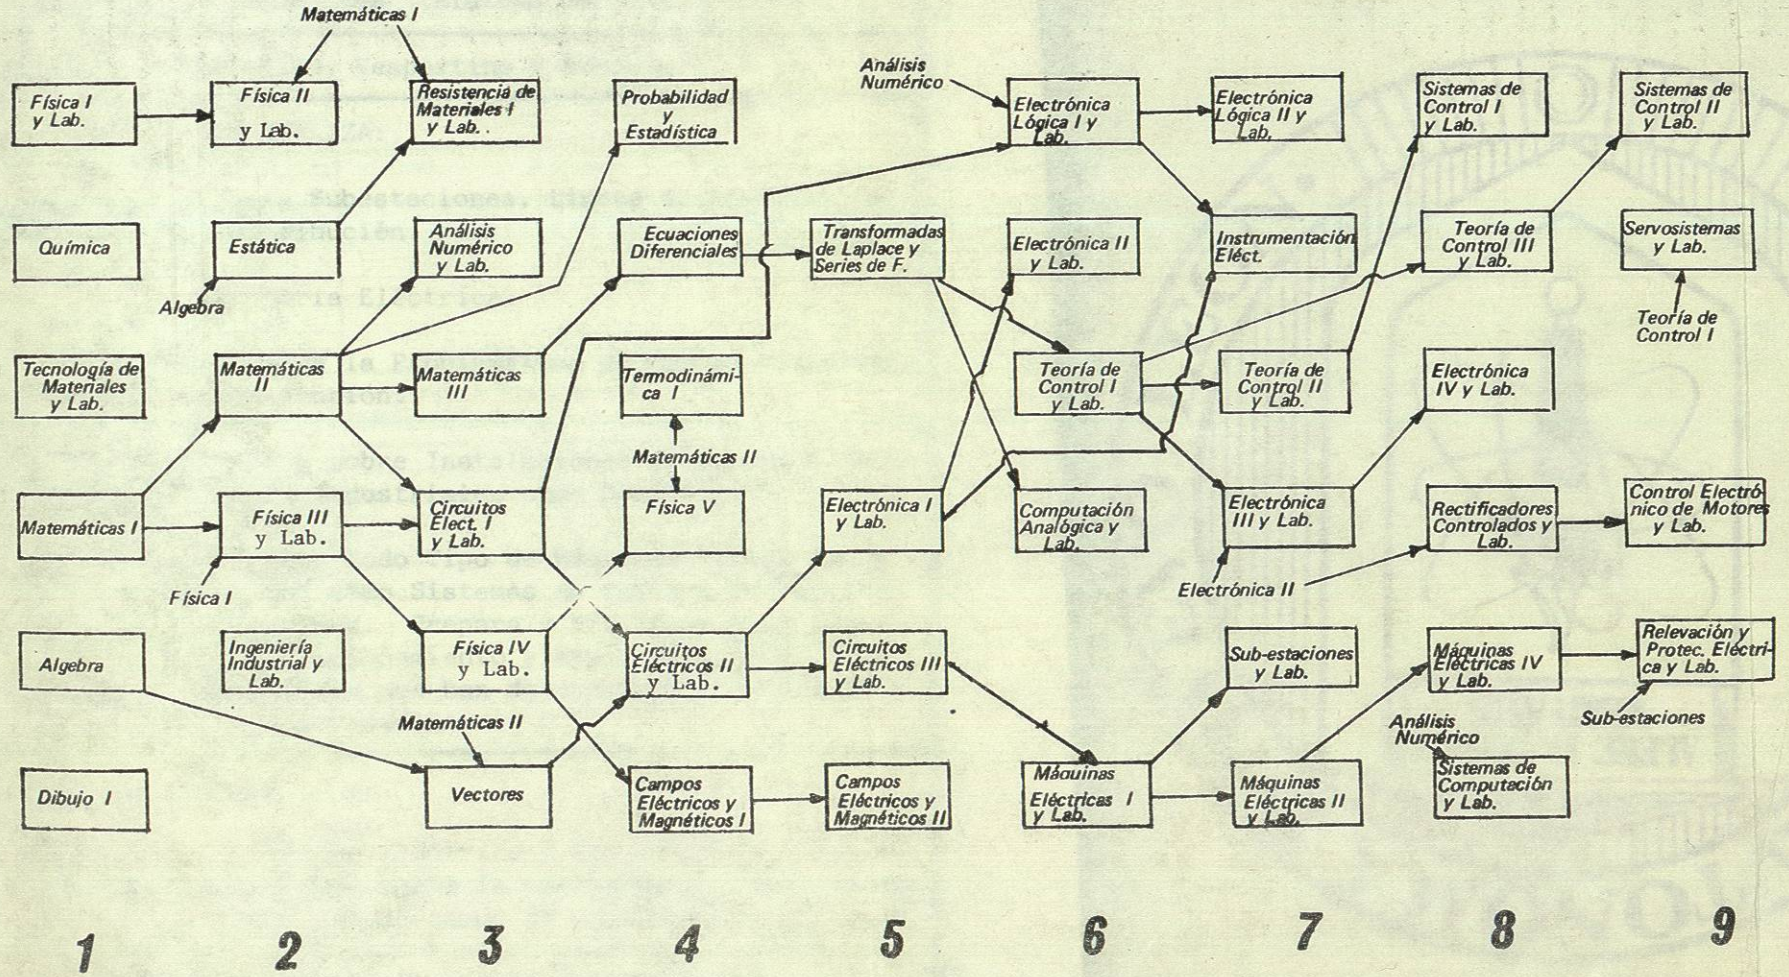 Matemáticas I
Física I
y Lab.
Física II
y Lab.
Resistencia de
Materiales I
y Lab..
Probabilidad
y
Estadística
Análisis
Numérico
Electrónica
Lógica I y
Lab.
Electrónica
Lógica II y
Lab.
Sistemas de
Control I
y Lab.
Sistemas de
Control II
y Lab.
Química
Estática
Algebra
Análisis
Numérico
y Lab.
Ecuaciones
Diferenciales
Transformadas
de Laplace y
Series de F.
Electrónica II
y Lab.
Instrumentación
Eléct.
Teoría de
Control III
y Lab.
Servosistemas
y Lab.
Teoría de
Control I
Tecnología de
Materiales
y Lab.
Matemáticas
II
Matemáticas
III
Termodinámi-
ca I
Matemáticas II
Teoría de
Control I
y Lab.
Teoría de
Control II
y Lab.
Electrónica
IV y Lab.
Matemáticas I
Física III
y Lab.
Física I
Circuitos
Elect. I
y Lab.
Física V
Electrónica I
y Lab.
Computación
Analógica y
Lab.
Electrónica
III y Lab.
Electrónica II
Rectificadores
Controlados y
Lab.
Control Electró-
nico de Motores
y Lab.
Algebra
Ingeniería
Industrial y
Lab.
Física IV
y Lab.
Matemáticas II
Circuitos
Eléctricos II
y Lab.
Circuitos
Eléctricos III
y Lab.
Sub-estaciones
y Lab.
Máquinas
Eléctricas IV
y Lab.
Relevación y
Protec. Eléctri-
ca y Lab.
Sub-estaciones
Análisis
Numérico
Dibujo I
Vectores
Campos
Eléctricos y
Magnéticos I
Campos
Eléctricos y
Magnéticos II
Máquinas
Eléctricas I
y Lab.
Máquinas
Eléctricas II
y Lab.
Sistemas de
Computación
y Lab.
1 2 3 4 5 6 7 8 9